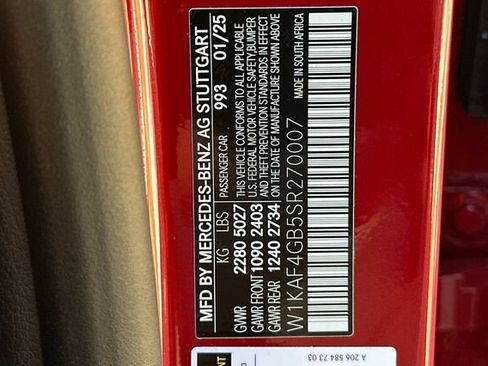 MFD BY MERCEDES-BENZ AG STUTTGART
KG LBS PASSENGER CAR 993 01/25
GWR 2280 5027 THIS VEHICLE CONFORMS TO ALL APPLICABLE
GAWR FRONT 1090 2403 U.S. FEDERAL MOTOR VEHICLE SAFETY,BUMPER
AND THEFT PREVENTION STANDARDS IN EFFECT
GAWR REAR 1240 2734 ON THE DATE OF MANUFACTURE SHOWN ABOVE
W1KAF4GB5SR270007
MADE IN SOUTH AFRICA
A 206 584 73 03